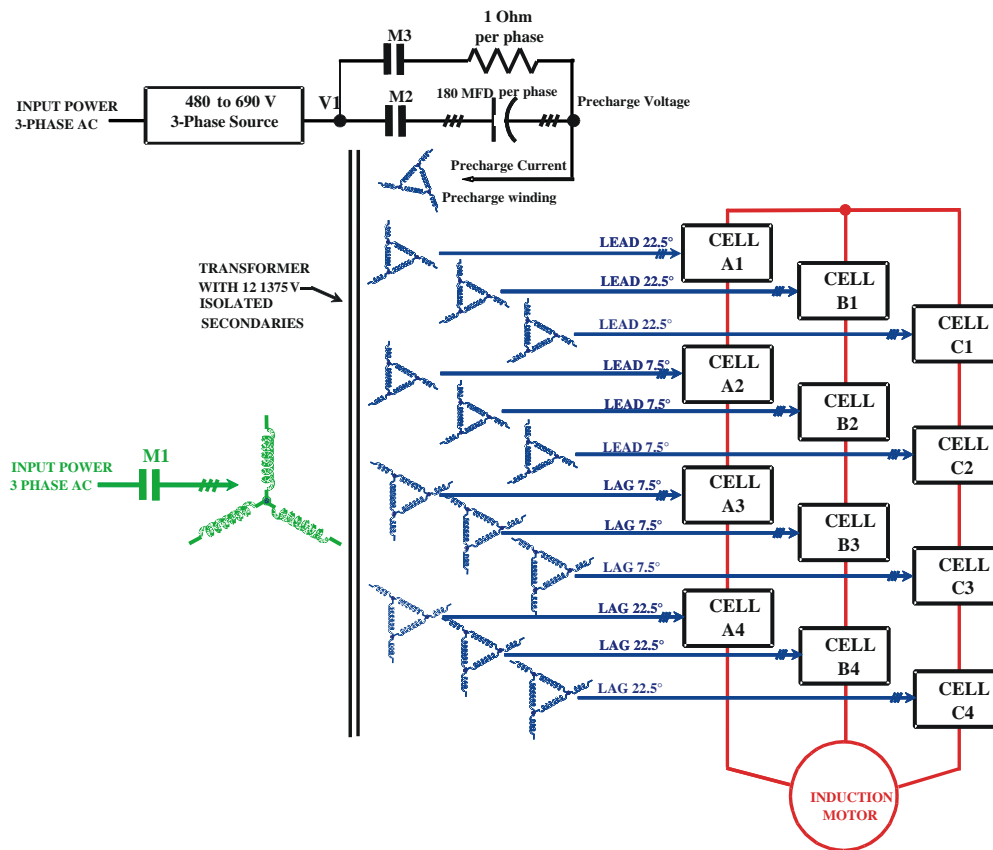 1 Ohm
per phase
M3
INPUT POWER
3-PHASE AC
480 to 690 V
3-Phase Source
V1
M2
180 MFD per phase
Precharge Voltage
Precharge Current
Precharge winding
TRANSFORMER
WITH 12 1375V
ISOLATED
SECONDARIES
LEAD 22.5°
CELL
A1
LEAD 22.5°
CELL
B1
LEAD 22.5°
CELL
C1
LEAD 7.5°
CELL
A2
LEAD 7.5°
CELL
B2
LEAD 7.5°
CELL
C2
INPUT POWER
3 PHASE AC
M1
LAG 7.5°
CELL
A3
LAG 7.5°
CELL
B3
LAG 7.5°
CELL
C3
LAG 22.5°
CELL
A4
LAG 22.5°
CELL
B4
LAG 22.5°
CELL
C4
INDUCTION
MOTOR